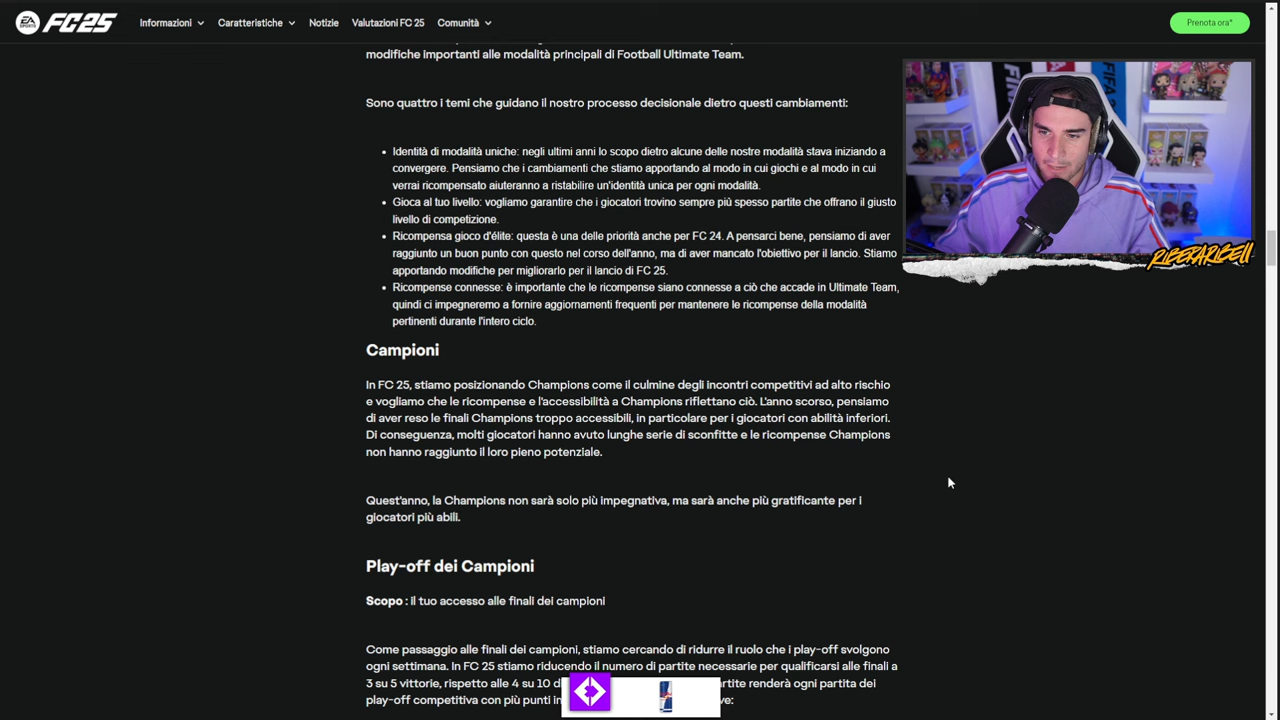 EA SPORTS FC25 Informazioni Caratteristiche Notizie Valutazioni FC 25 Comunità Prenota ora*
modifiche importanti alle modalità principali di Football Ultimate Team.
Sono quattro i temi che guidano il nostro processo decisionale dietro questi cambiamenti:
Identità di modalità uniche: negli ultimi anni lo scopo dietro alcune delle nostre modalità stava iniziando a
convergere. Pensiamo che i cambiamenti che stiamo apportando al modo in cui giochi e al modo in cui
verrai ricompensato aiuteranno a ristabilire un'identità unica per ogni modalità.
Gioca al tuo livello: vogliamo garantire che i giocatori trovino sempre più spesso partite che offrano il giusto
livello di competizione.
Ricompensa gioco d'élite: questa è una delle priorità anche per FC 24. A pensarci bene, pensiamo di aver
raggiunto un buon punto con questo nel corso dell'anno, ma di aver mancato l'obiettivo per il lancio. Stiamo
apportando modifiche per migliorarlo per il lancio di FC 25.
Ricompense connesse: è importante che le ricompense siano connesse a ciò che accade in Ultimate Team,
quindi ci impegneremo a fornire aggiornamenti frequenti per mantenere le ricompense della modalità
pertinenti durante l'intero ciclo.
RIBERARIBELL
Campioni
In FC 25, stiamo posizionando Champions come il culmine degli incontri competitivi ad alto rischio
e vogliamo che le ricompense e l'accessibilità a Champions riflettano ciò. L'anno scorso, pensiamo
di aver reso le finali Champions troppo accessibili, in particolare per i giocatori con abilità inferiori.
Di conseguenza, molti giocatori hanno avuto lunghe serie di sconfitte e le ricompense Champions
non hanno raggiunto il loro pieno potenziale.
Quest'anno, la Champions non sarà solo più impegnativa, ma sarà anche più gratificante per i
giocatori più abili.
Play-off dei Campioni
Scopo : il tuo accesso alle finali dei campioni
Come passaggio alle finali dei campioni, stiamo cercando di ridurre il ruolo che i play-off svolgono
ogni settimana. In FC 25 stiamo riducendo il numero di partite necessarie per qualificarsi alle finali a
3 su 5 vittorie, rispetto alle 4 su 10 rtite renderà ogni partita dei
play-off competitiva con più punti ve: